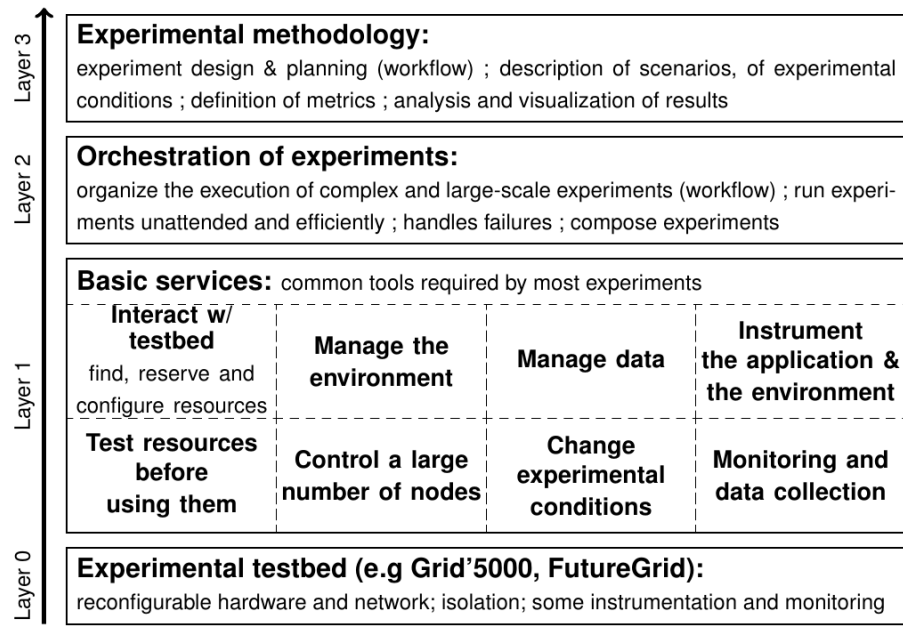 Layer 3
Experimental methodology:
experiment design & planning (workflow) ; description of scenarios, of experimental
conditions ; definition of metrics ; analysis and visualization of results
Layer 2
Orchestration of experiments:
organize the execution of complex and large-scale experiments (workflow) ; run experi-
ments unattended and efficiently ; handles failures ; compose experiments
Layer 1
Basic services: common tools required by most experiments
Interact w/
testbed
find, reserve and
configure resources
Manage the
environment
Manage data
Instrument
the application &
the environment
Test resources
before
using them
Control a large
number of nodes
Change
experimental
conditions
Monitoring and
data collection
Layer 0
Experimental testbed (e.g Grid'5000, FutureGrid):
reconfigurable hardware and network; isolation; some instrumentation and monitoring